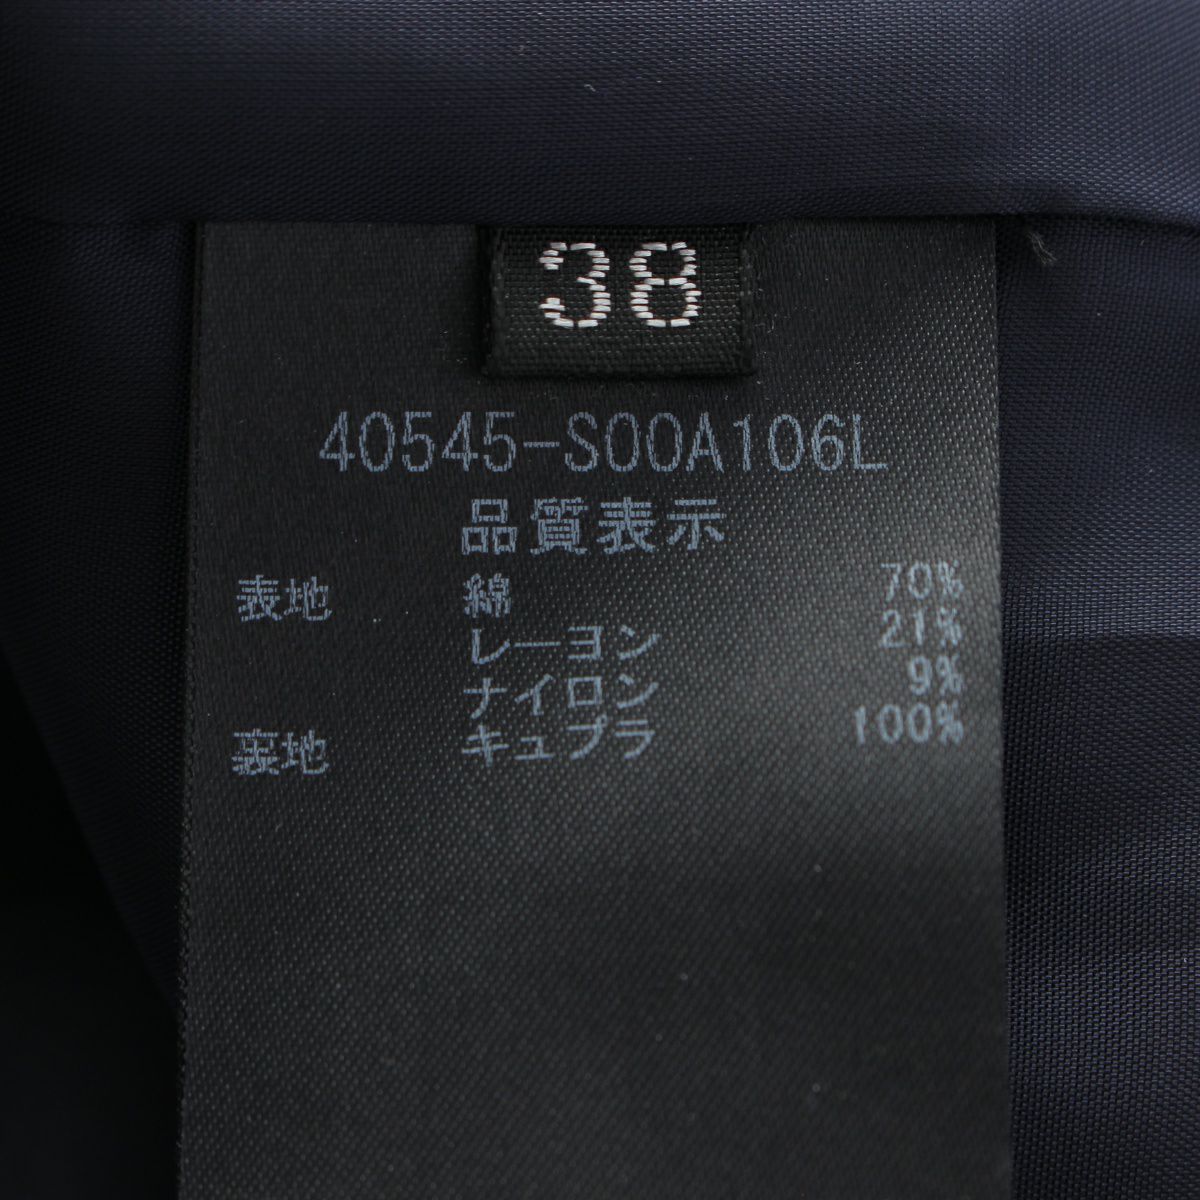 38
40545-S00A106L
品質表示
表地 綿 70%
レーヨン 21%
ナイロン 9%
裏地 キュプラ 100%